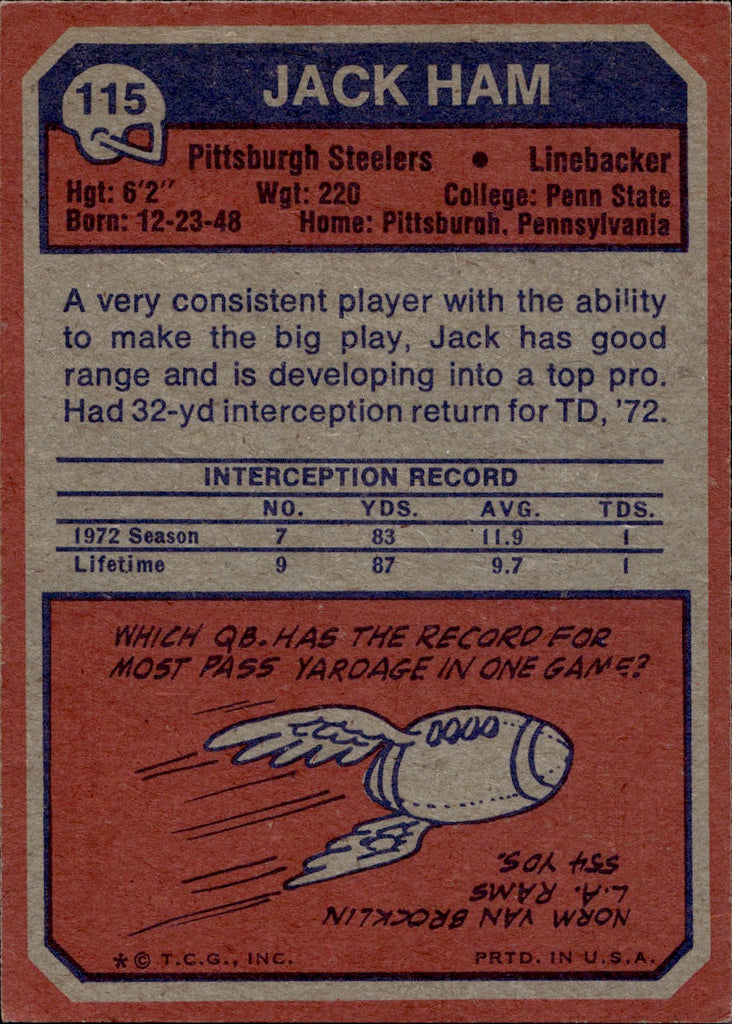 115
JACK HAM
Pittsburgh Steelers • Linebacker
Hgt: 6'2" Wgt: 220 College: Penn State
Born: 12-23-48 Home: Pittsburgh, Pennsylvania
A very consistent player with the ability
to make the big play, Jack has good
range and is developing into a top pro.
Had 32-yd interception return for TD, '72.
INTERCEPTION RECORD
NO. YDS. AVG. TDS.
1972 Season 7 83 11.9 1
Lifetime 9 87 9.7 1
WHICH QB. HAS THE RECORD FOR
MOST PASS YARDAGE IN ONE GAME?
NORM VAN BROCKLIN
L.A. RAMS
554 YDS.
* © T.C.G., INC. PRTD. IN U.S.A.